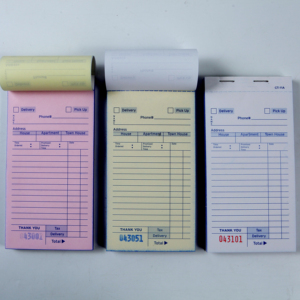 Delivery Pick Up
Phone#
Address
House Apartment Town House
THANK YOU Tax
Delivery
Total
Delivery Pick Up
Phone#
Address
House Apartment Town House
THANK YOU Tax
Delivery
043051 Total
Delivery Pick Up
Phone#
Address
House Apartment Town House
THANK YOU Tax
Delivery
043101 Total